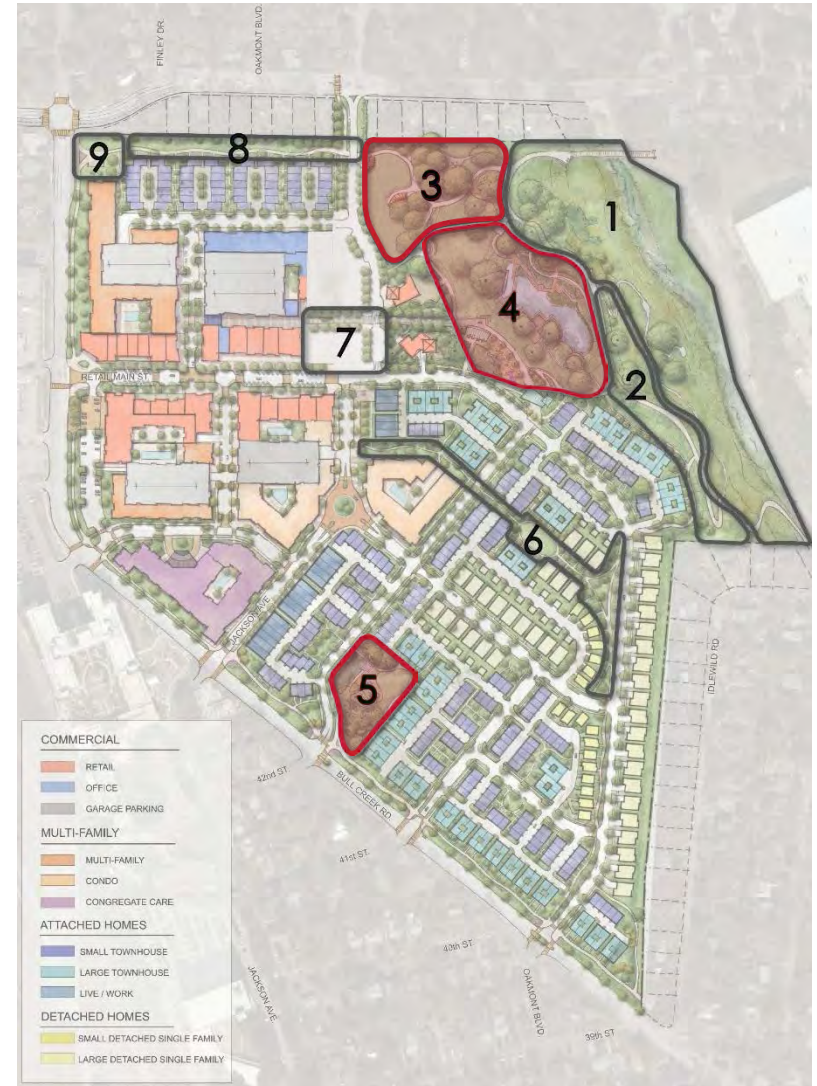 FINLEY DR.
OAKMONT BLVD.
9
8
3
1
4
7
2
RETAIL MAIN ST.
6
JACKSON AVE
5
IDLEWILD RD
42nd ST.
BULL CREEK RD
41st ST.
40th ST.
JACKSON AVE
OAKMONT BLVD
39th ST.
COMMERCIAL
RETAIL
OFFICE
GARAGE PARKING
MULTI-FAMILY
MULTI-FAMILY
CONDO
CONGREGATE CARE
ATTACHED HOMES
SMALL TOWNHOUSE
LARGE TOWNHOUSE
LIVE / WORK
DETACHED HOMES
SMALL DETACHED SINGLE FAMILY
LARGE DETACHED SINGLE FAMILY